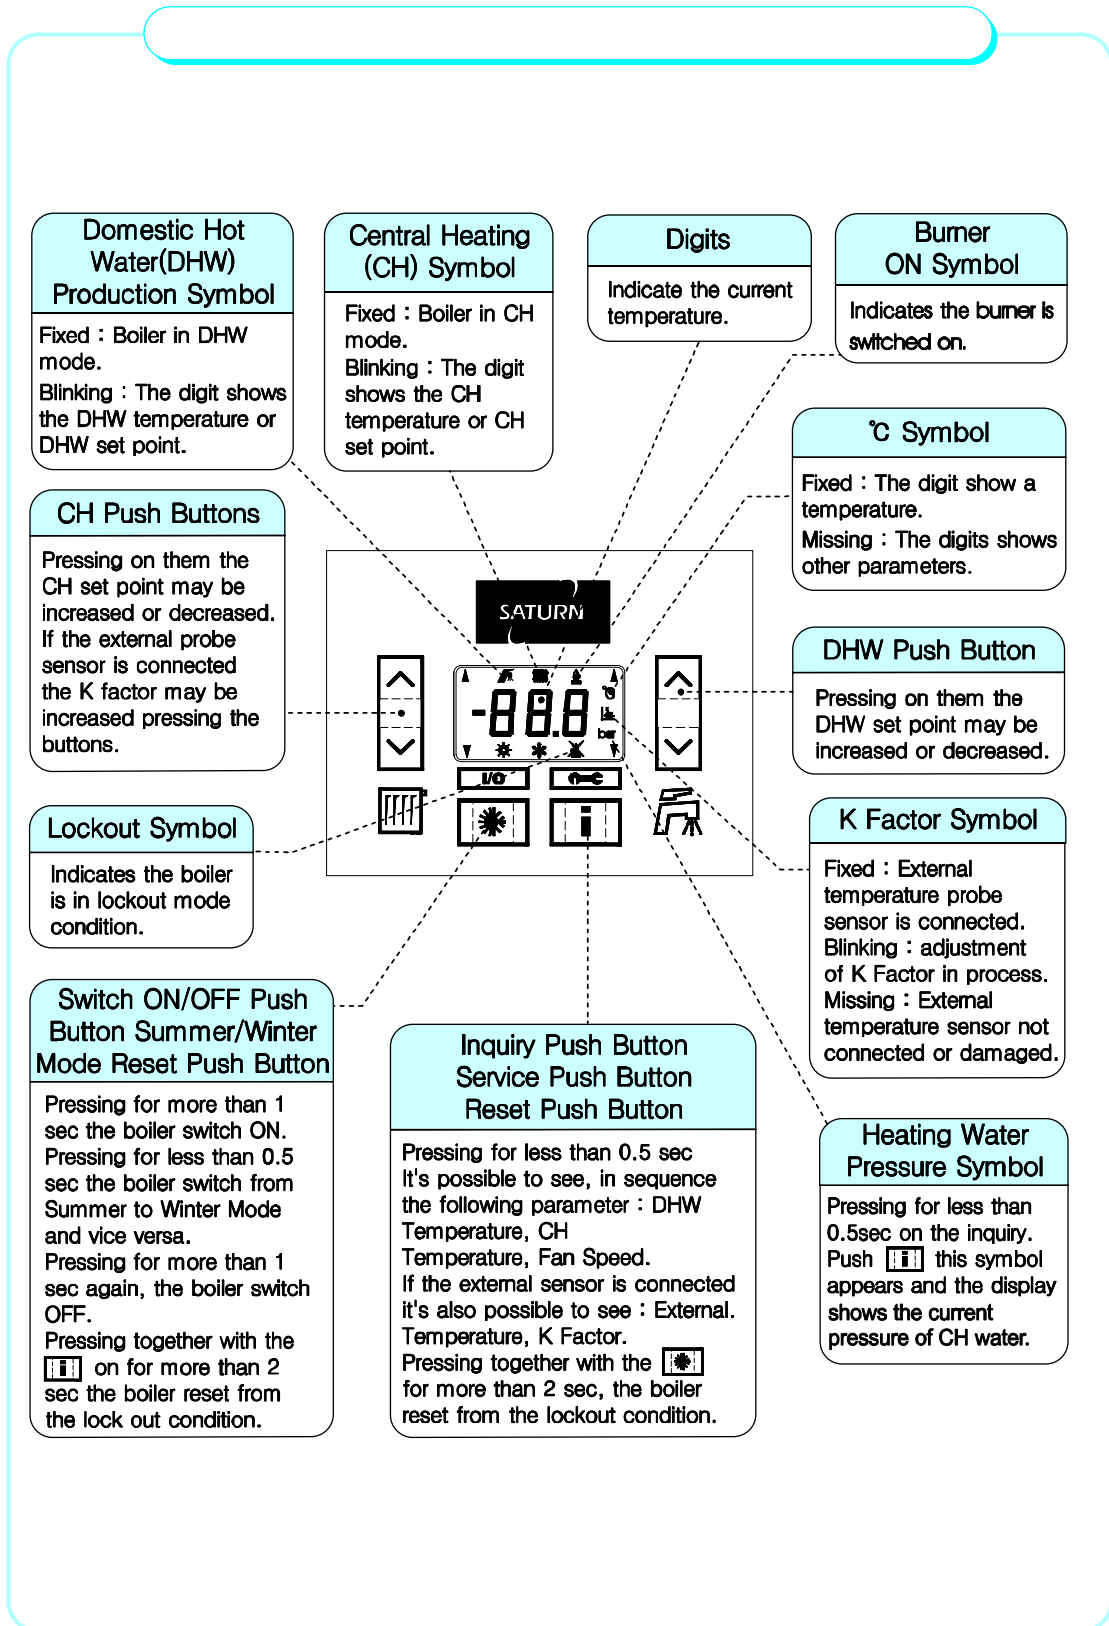 Domestic Hot
Water(DHW)
Production Symbol
Fixed : Boiler in DHW
mode.
Blinking : The digit shows
the DHW temperature or
DHW set point.
Central Heating
(CH) Symbol
Fixed : Boiler in CH
mode.
Blinking : The digit
shows the CH
temperature or CH
set point.
Digits
Indicate the current
temperature.
Burner
ON Symbol
Indicates the burner is
switched on.
℃ Symbol
Fixed : The digit show a
temperature.
Missing : The digits shows
other parameters.
CH Push Buttons
Pressing on them the
CH set point may be
increased or decreased.
If the external probe
sensor is connected
the K factor may be
increased pressing the
buttons.
SATURN
℃
-88.8
bar
I/O
i
DHW Push Button
Pressing on them the
DHW set point may be
increased or decreased.
Lockout Symbol
Indicates the boiler
is in lockout mode
condition.
K Factor Symbol
Fixed : External
temperature probe
sensor is connected.
Blinking : adjustment
of K Factor in process.
Missing : External
temperature sensor not
connected or damaged.
Switch ON/OFF Push
Button Summer/Winter
Mode Reset Push Button
Pressing for more than 1
sec the boiler switch ON.
Pressing for less than 0.5
sec the boiler switch from
Summer to Winter Mode
and vice versa.
Pressing for more than 1
sec again, the boiler switch
OFF.
Pressing together with the
i on for more than 2
sec the boiler reset from
the lock out condition.
Inquiry Push Button
Service Push Button
Reset Push Button
Pressing for less than 0.5 sec
It's possible to see, in sequence
the following parameter : DHW
Temperature, CH
Temperature, Fan Speed.
If the external sensor is connected
it's also possible to see : External.
Temperature, K Factor.
Pressing together with the
for more than 2 sec, the boiler
reset from the lockout condition.
Heating Water
Pressure Symbol
Pressing for less than
0.5sec on the inquiry.
Push i this symbol
appears and the display
shows the current
pressure of CH water.